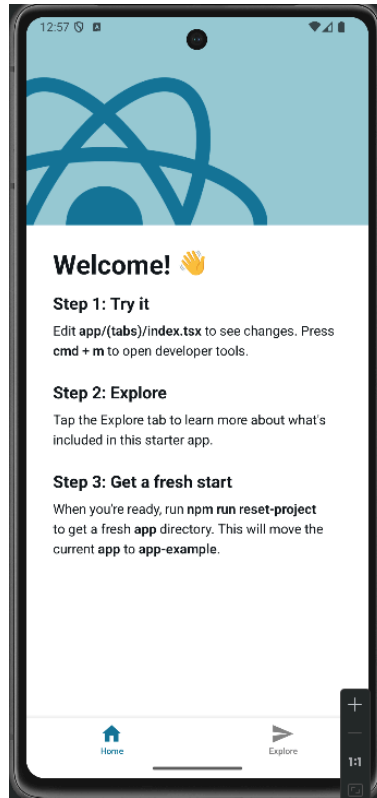 12:57
Welcome! 👋
Step 1: Try it
Edit app/(tabs)/index.tsx to see changes. Press
cmd + m to open developer tools.
Step 2: Explore
Tap the Explore tab to learn more about what's
included in this starter app.
Step 3: Get a fresh start
When you're ready, run npm run reset-project
to get a fresh app directory. This will move the
current app to app-example.
Home
Explore
1:1